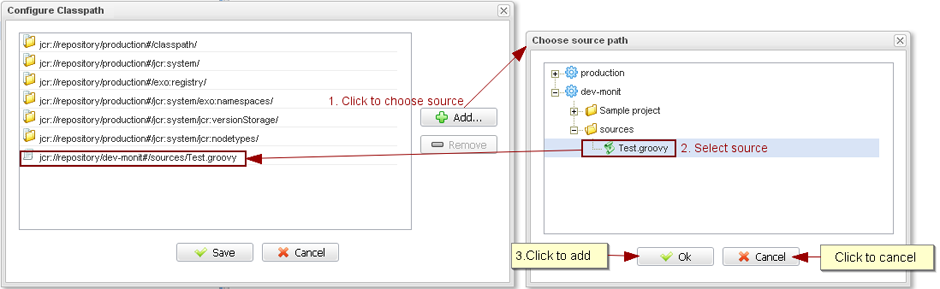 Configure Classpath
jcr://repository/production#/classpath/
jcr://repository/production#/jcr:system/
jcr://repository/production#/exo:registry/
jcr://repository/production#/jcr:system/exo:namespaces/
jcr://repository/production#/jcr:system/jcr:versionStorage/
jcr://repository/production#/jcr:system/jcr:nodetypes/
jcr://repository/dev-monit#/sources/Test.groovy
1. Click to choose source
Add...
Remove
Save
Cancel
Choose source path
production
dev-monit
Sample project
sources
Test.groovy
2. Select source
3.Click to add
Ok
Cancel
Click to cancel